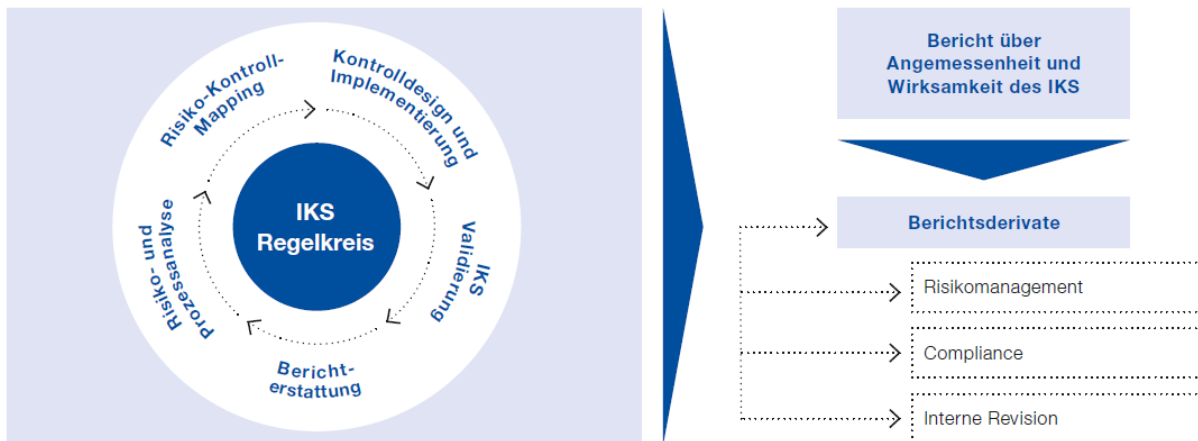 Risiko-Kontroll-
Mapping
Kontrolldesign und
Implementierung
IKS
Validierung
Bericht-
erstattung
Risiko- und
Prozessanalyse
IKS
Regelkreis
Bericht über
Angemessenheit und
Wirksamkeit des IKS
Berichtsderivate
Risikomanagement
Compliance
Interne Revision